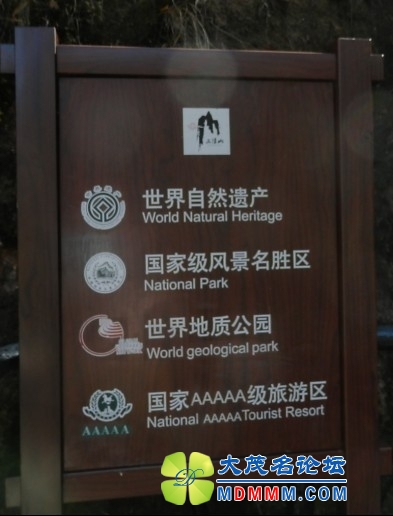 世界自然遗产
World Natural Heritage
国家级风景名胜区
National Park
世界地质公园
World geological park
国家AAAAA级旅游区
National AAAAATourist Resort
AAAAA
大茂名论坛
MDMMM.COM